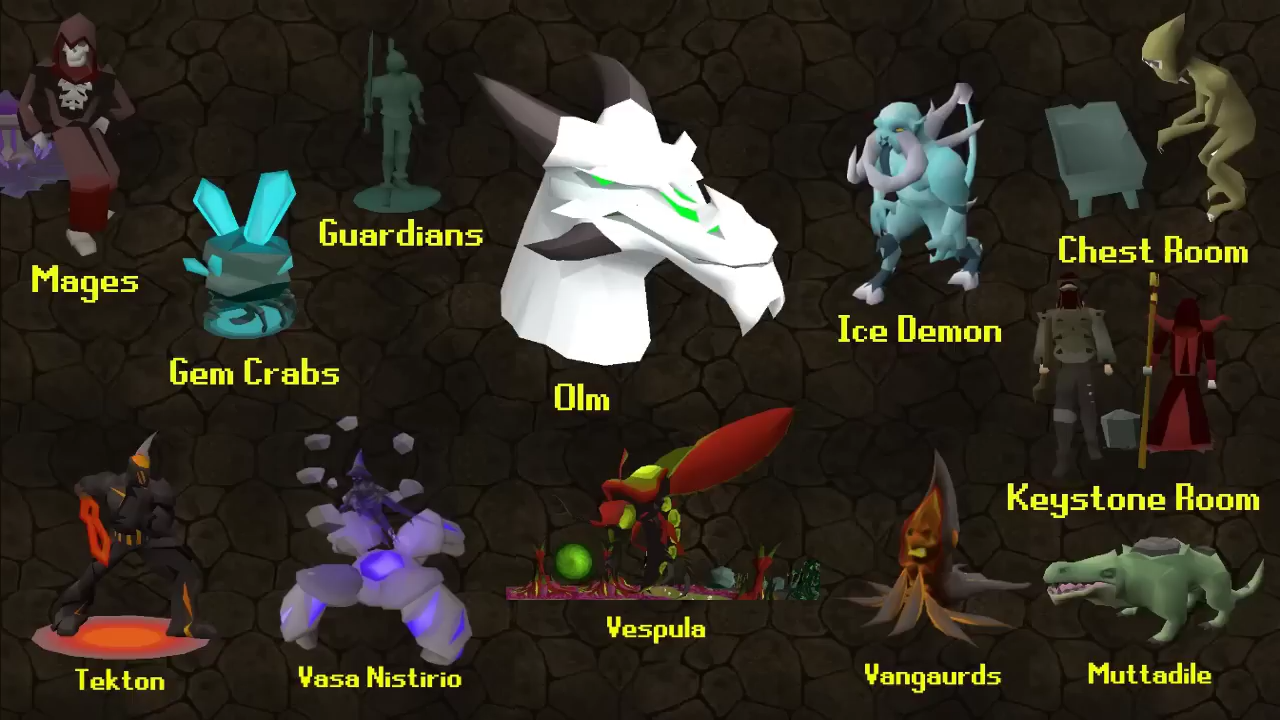 Mages
Guardians
Gem Crabs
Olm
Ice Demon
Chest Room
Keystone Room
Tekton
Vasa Nistirio
Vespula
Vangaurds
Muttadile